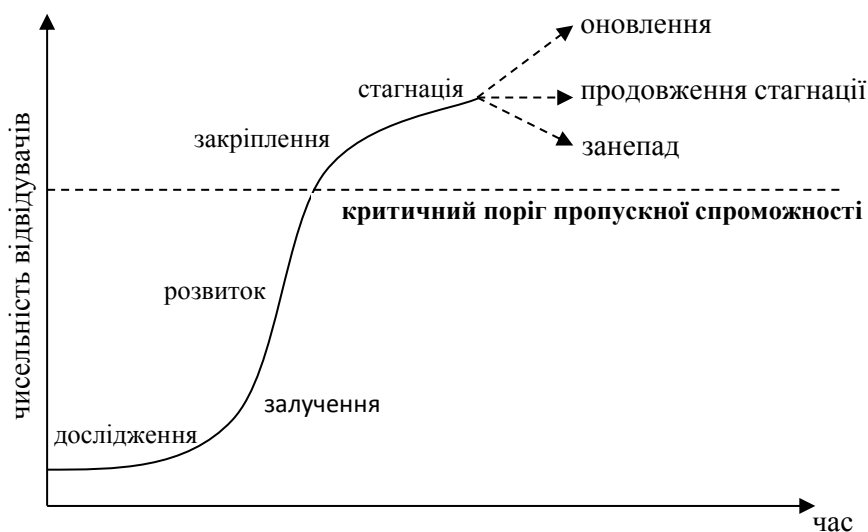 оновлення
стагнація
продовження стагнації
закріплення
занепад
критичний поріг пропускної спроможності
розвиток
залучення
дослідження
чисельність відвідувачів
час